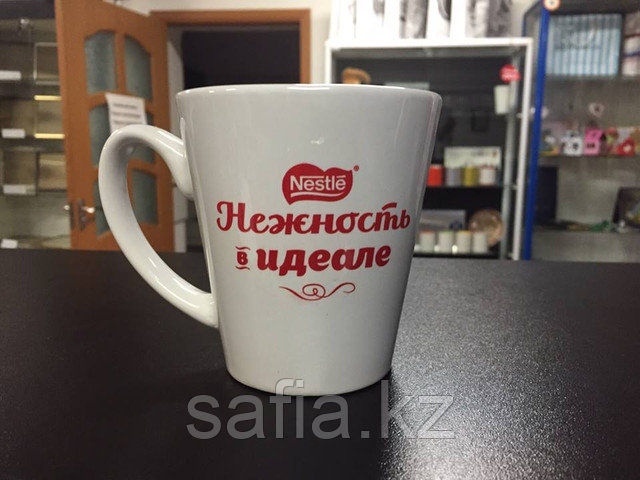 Nestlé®
Нежность
в идеале
safia.kz